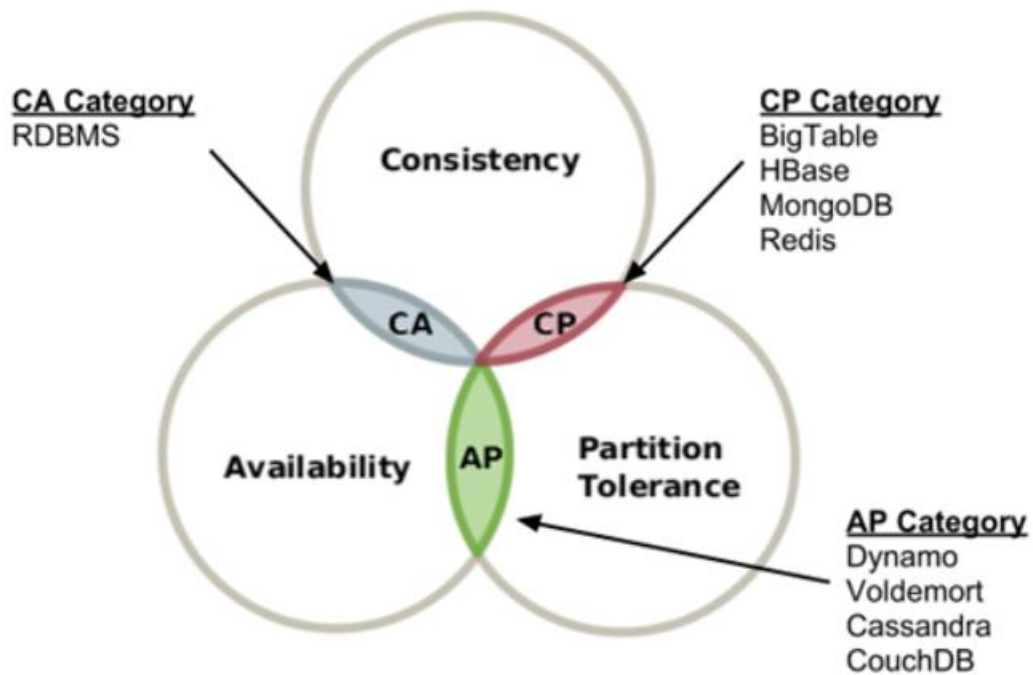 CA Category
RDBMS
Consistency
CP Category
BigTable
HBase
MongoDB
Redis
CA
CP
Availability
AP
Partition
Tolerance
AP Category
Dynamo
Voldemort
Cassandra
CouchDB